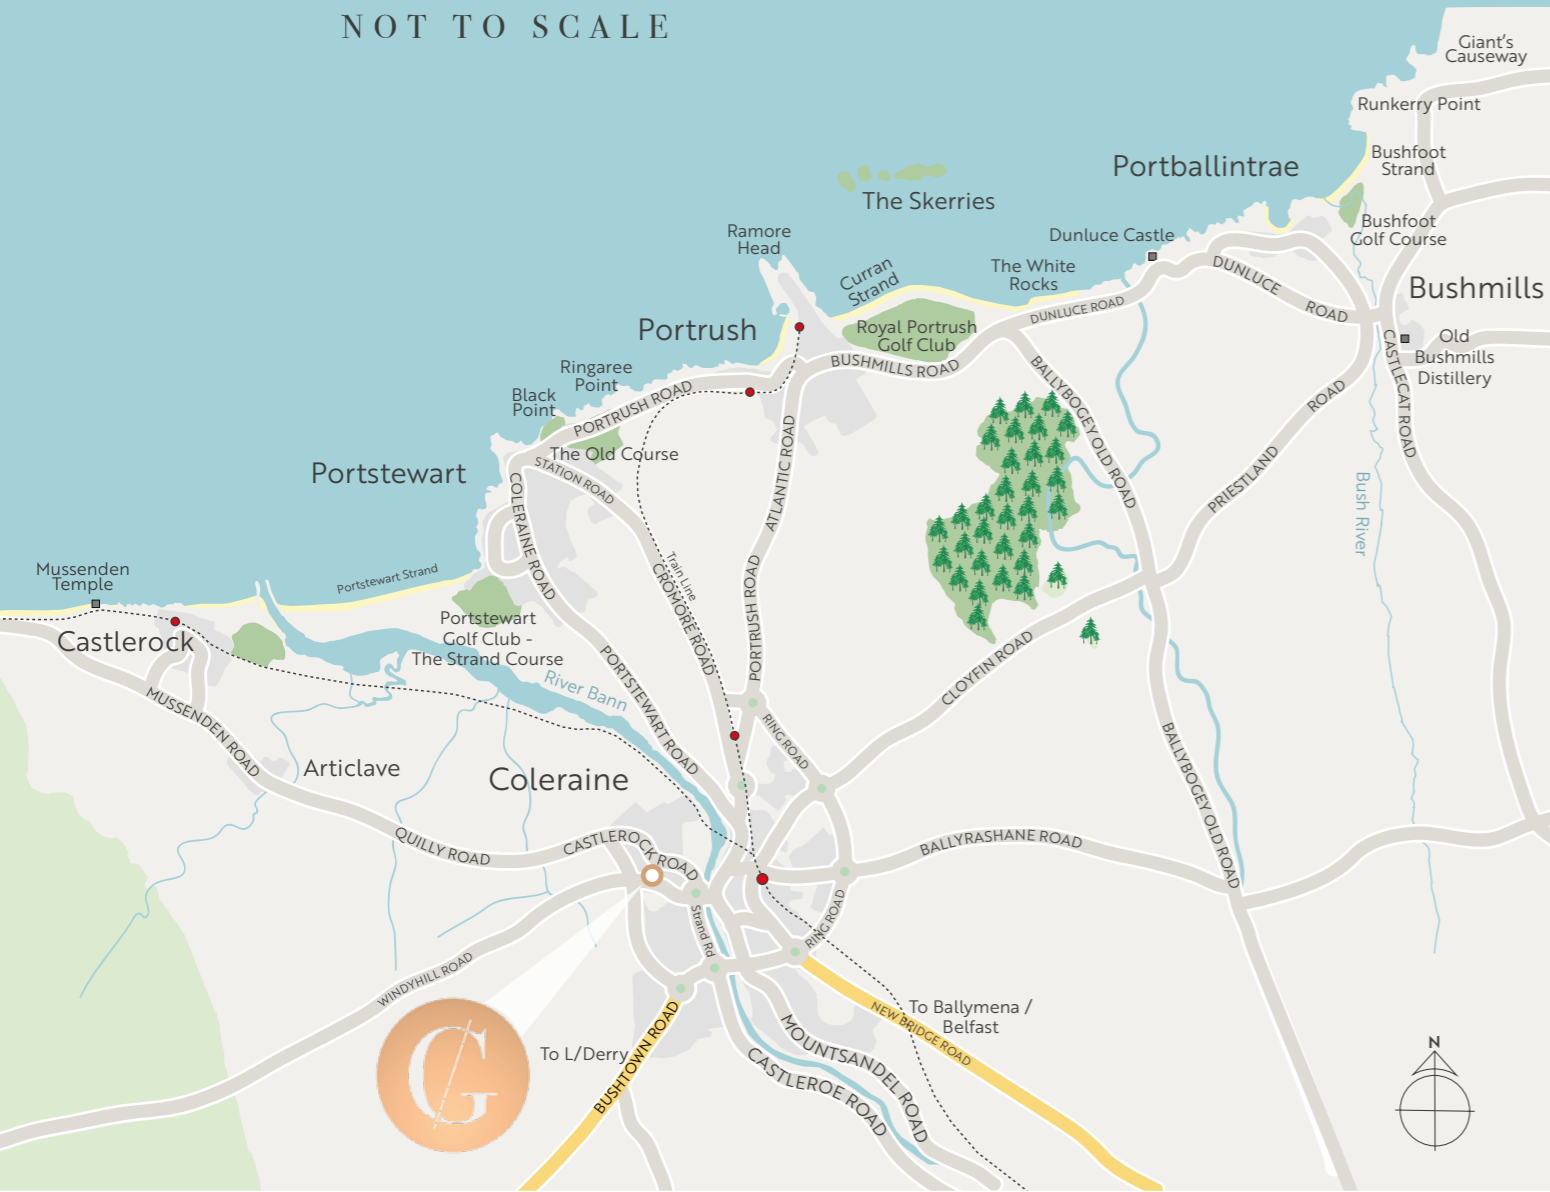 NOT TO SCALE
Giant's
Causeway
Runkerry Point
Bushfoot
Strand
Portballintrae
The Skerries
Bushfoot
Golf Course
Ramore
Head
Dunluce Castle
Curran
Strand
The White
Rocks
DUNLUCE ROAD
DUNLUCE ROAD
Bushmills
Portrush
Royal Portrush
Golf Club
Old
Bushmills
Distillery
BUSHMILLS ROAD
CASTLECAT ROAD
Ringaree
Point
Black
Point
PORTRUSH ROAD
BALLYBOGEY OLD ROAD
PRIESTLAND ROAD
The Old Course
STATION ROAD
Portstewart
ATLANTIC ROAD
COLERAINE ROAD
Bush River
Mussenden
Temple
Portstewart Strand
Train Line
CROMORE ROAD
PORTRUSH ROAD
Castlerock
Portstewart
Golf Club -
The Strand Course
River Bann
PORTSTEWART ROAD
CLOYFIN ROAD
MUSSENDEN ROAD
RING ROAD
BALLYBOGEY OLD ROAD
Articlave
Coleraine
QUILLY ROAD
CASTLEROCK ROAD
BALLYRASHANE ROAD
Strand Rd
RING ROAD
WINDYHILL ROAD
To Ballymena /
Belfast
NEW BRIDGE ROAD
To L/Derry
BUSHTOWN ROAD
MOUNTSANDEL ROAD
CASTLEROE ROAD
G
N